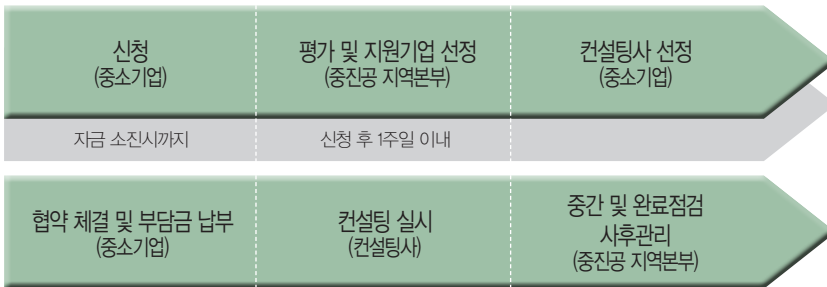 신청
(중소기업)
평가 및 지원기업 선정
(중진공 지역본부)
컨설팅사 선정
(중소기업)
자금 소진시까지
신청 후 1주일 이내
협약 체결 및 부담금 납부
(중소기업)
컨설팅 실시
(컨설팅사)
중간 및 완료점검
사후관리
(중진공 지역본부)